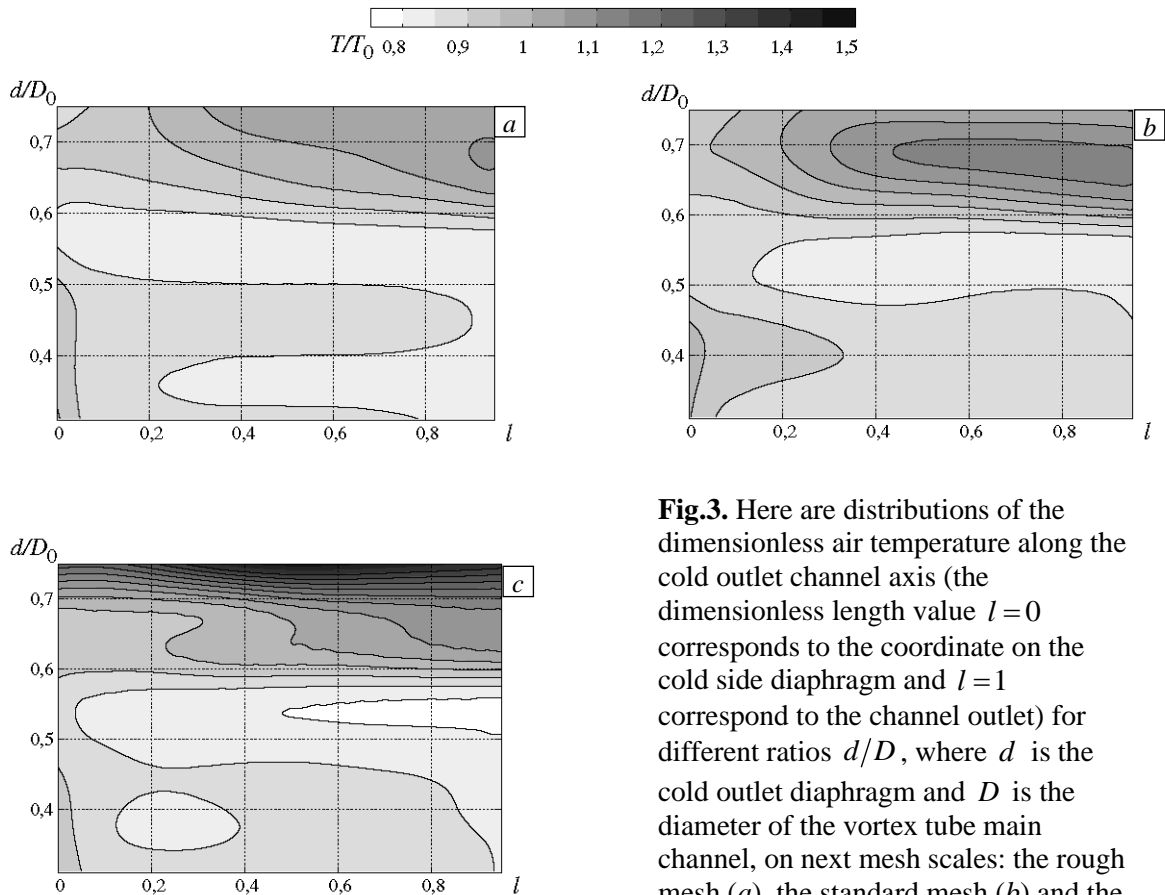 T/T0 0,8 0,9 1 1,1 1,2 1,3 1,4 1,5
d/D0
a
0,7
0,6
0,5
0,4
0 0,2 0,4 0,6 0,8 l
d/D0
b
0,7
0,6
0,5
0,4
0 0,2 0,4 0,6 0,8 l
d/D0
c
0,7
0,6
0,5
0,4
0 0,2 0,4 0,6 0,8 l
Fig.3. Here are distributions of the
dimensionless air temperature along the
cold outlet channel axis (the
dimensionless length value l = 0
corresponds to the coordinate on the
cold side diaphragm and l = 1
correspond to the channel outlet) for
different ratios d/D, where d is the
cold outlet diaphragm and D is the
diameter of the vortex tube main
channel, on next mesh scales: the rough
mesh (a), the standard mesh (b) and the